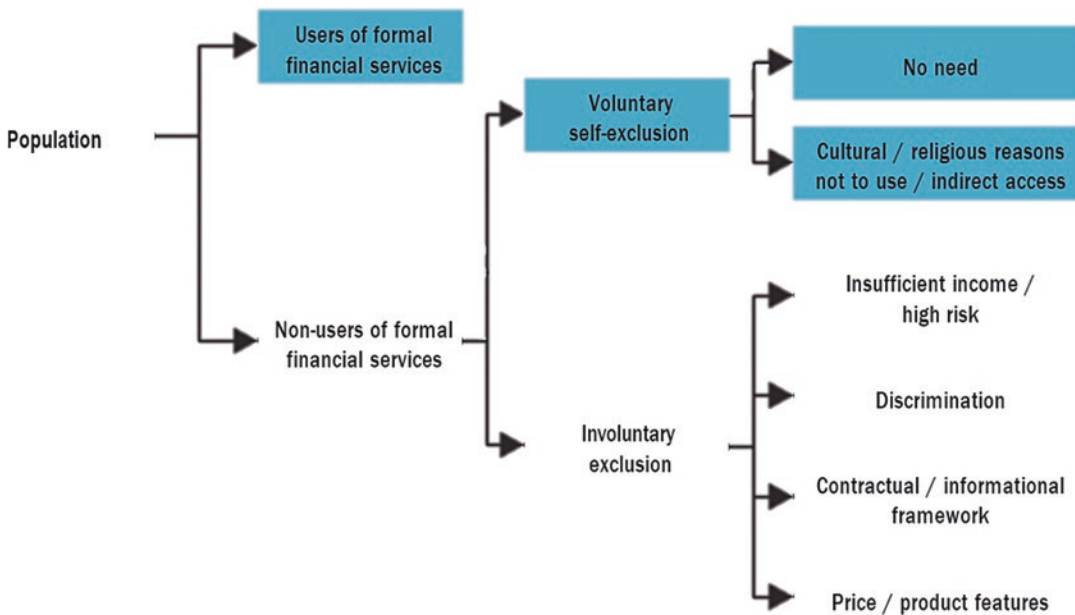 Population
Users of formal
financial services
Non-users of formal
financial services
Voluntary
self-exclusion
Involuntary
exclusion
No need
Cultural / religious reasons
not to use / indirect access
Insufficient income /
high risk
Discrimination
Contractual / informational
framework
Price / product features